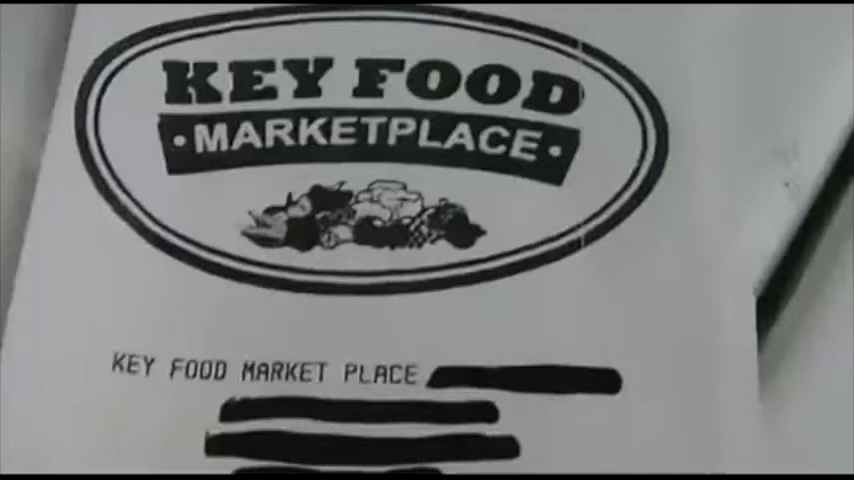 KEY FOOD
• MARKETPLACE •
KEY FOOD MARKET PLACE